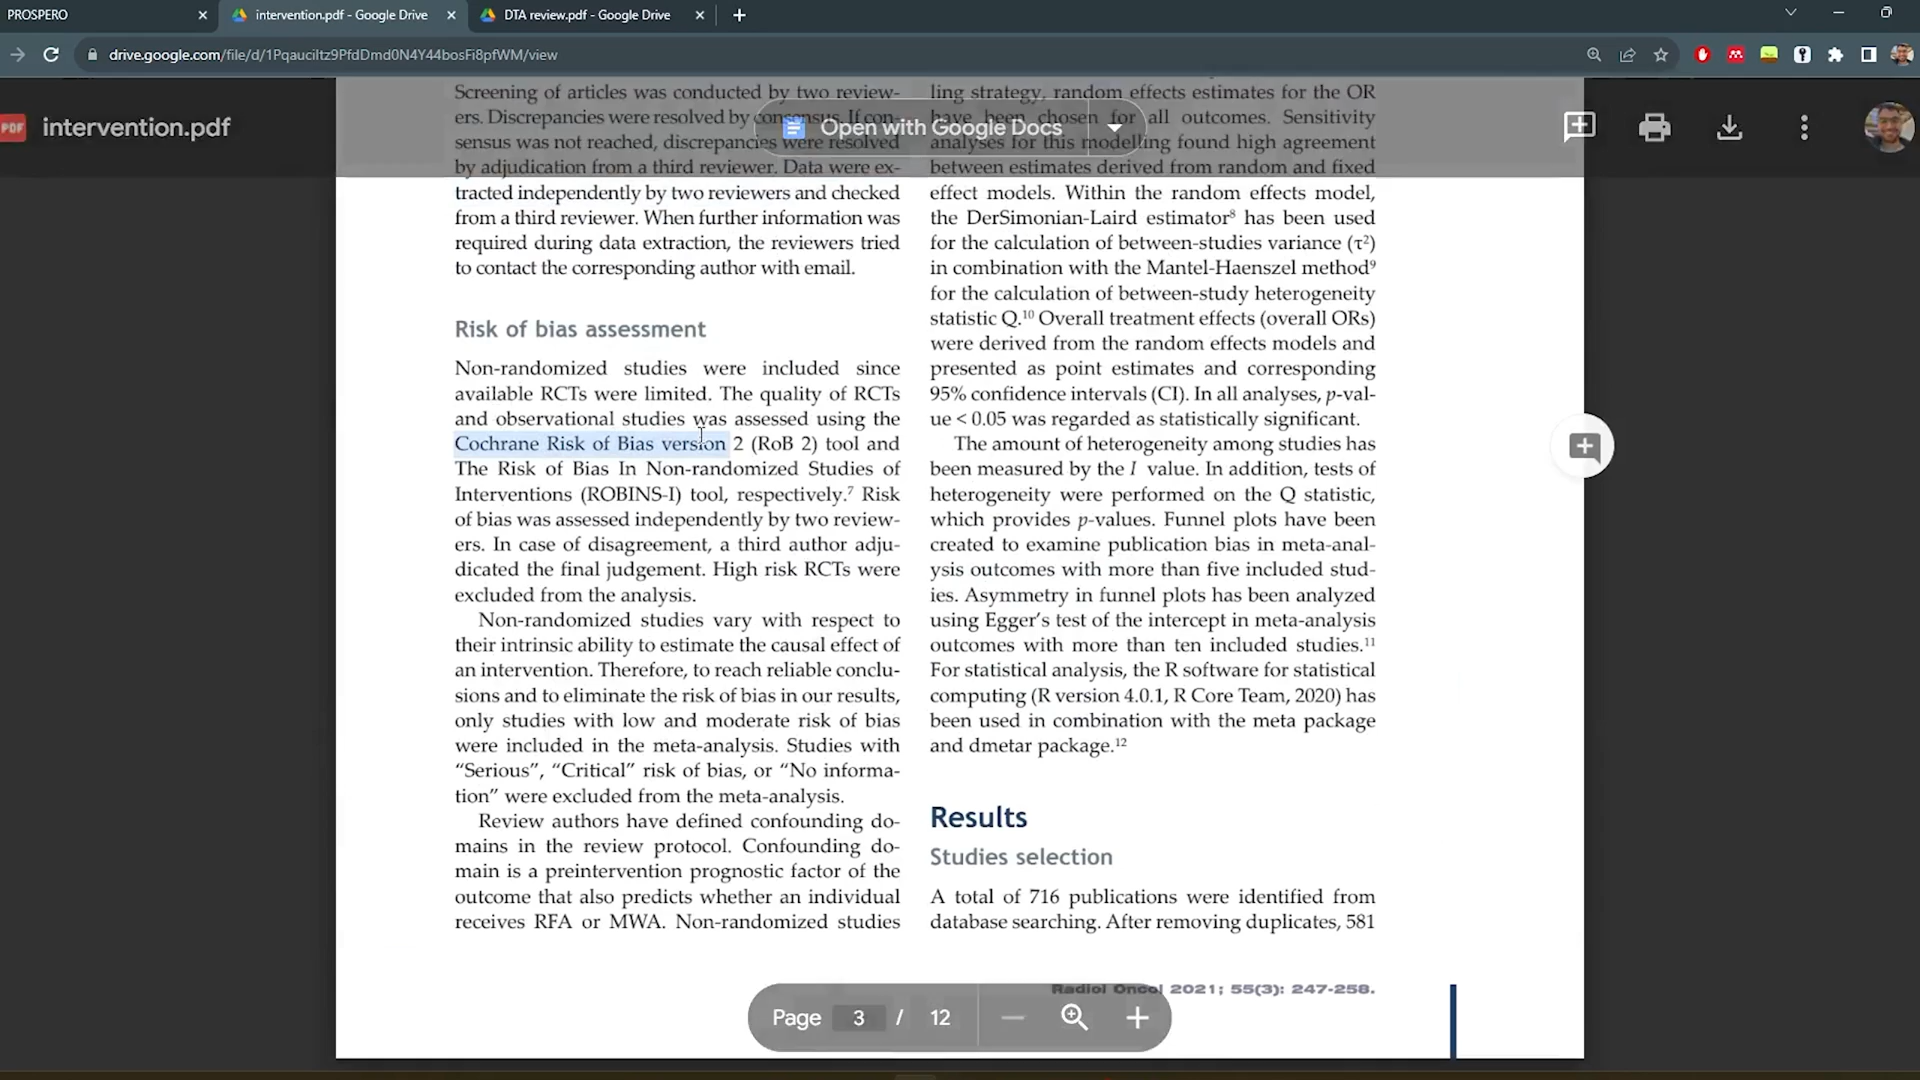 PROSPERO
intervention.pdf - Google Drive
DTA review.pdf - Google Drive
drive.google.com/file/d/1Pqauciltz9PfdDmd0N4Y44bosFi8pfWM/view
PDF
intervention.pdf
Open with Google Docs
Screening of articles was conducted by two review-
ers. Discrepancies were resolved by consensus. If con-
sensus was not reached, discrepancies were resolved
by adjudication from a third reviewer. Data were ex-
tracted independently by two reviewers and checked
from a third reviewer. When further information was
required during data extraction, the reviewers tried
to contact the corresponding author with email.
Risk of bias assessment
Non-randomized studies were included since
available RCTs were limited. The quality of RCTs
and observational studies was assessed using the
Cochrane Risk of Bias version 2 (RoB 2) tool and
The Risk of Bias In Non-randomized Studies of
Interventions (ROBINS-I) tool, respectively.⁷ Risk
of bias was assessed independently by two review-
ers. In case of disagreement, a third author adju-
dicated the final judgement. High risk RCTs were
excluded from the analysis.
Non-randomized studies vary with respect to
their intrinsic ability to estimate the causal effect of
an intervention. Therefore, to reach reliable conclu-
sions and to eliminate the risk of bias in our results,
only studies with low and moderate risk of bias
were included in the meta-analysis. Studies with
“Serious”, “Critical” risk of bias, or “No informa-
tion” were excluded from the meta-analysis.
Review authors have defined confounding do-
mains in the review protocol. Confounding do-
main is a preintervention prognostic factor of the
outcome that also predicts whether an individual
receives RFA or MWA. Non-randomized studies
ling strategy, random effects estimates for the OR
have been chosen for all outcomes. Sensitivity
analyses for this modelling found high agreement
between estimates derived from random and fixed
effect models. Within the random effects model,
the DerSimonian-Laird estimator⁸ has been used
for the calculation of between-studies variance (τ²)
in combination with the Mantel-Haenszel method⁹
for the calculation of between-study heterogeneity
statistic Q.¹⁰ Overall treatment effects (overall ORs)
were derived from the random effects models and
presented as point estimates and corresponding
95% confidence intervals (CI). In all analyses, p-val-
ue < 0.05 was regarded as statistically significant.
The amount of heterogeneity among studies has
been measured by the I value. In addition, tests of
heterogeneity were performed on the Q statistic,
which provides p-values. Funnel plots have been
created to examine publication bias in meta-anal-
ysis outcomes with more than five included stud-
ies. Asymmetry in funnel plots has been analyzed
using Egger’s test of the intercept in meta-analysis
outcomes with more than ten included studies.¹¹
For statistical analysis, the R software for statistical
computing (R version 4.0.1, R Core Team, 2020) has
been used in combination with the meta package
and dmetar package.¹²
Results
Studies selection
A total of 716 publications were identified from
database searching. After removing duplicates, 581
Radiol Oncol 2021; 55(3): 247-258.
Page 3 / 12